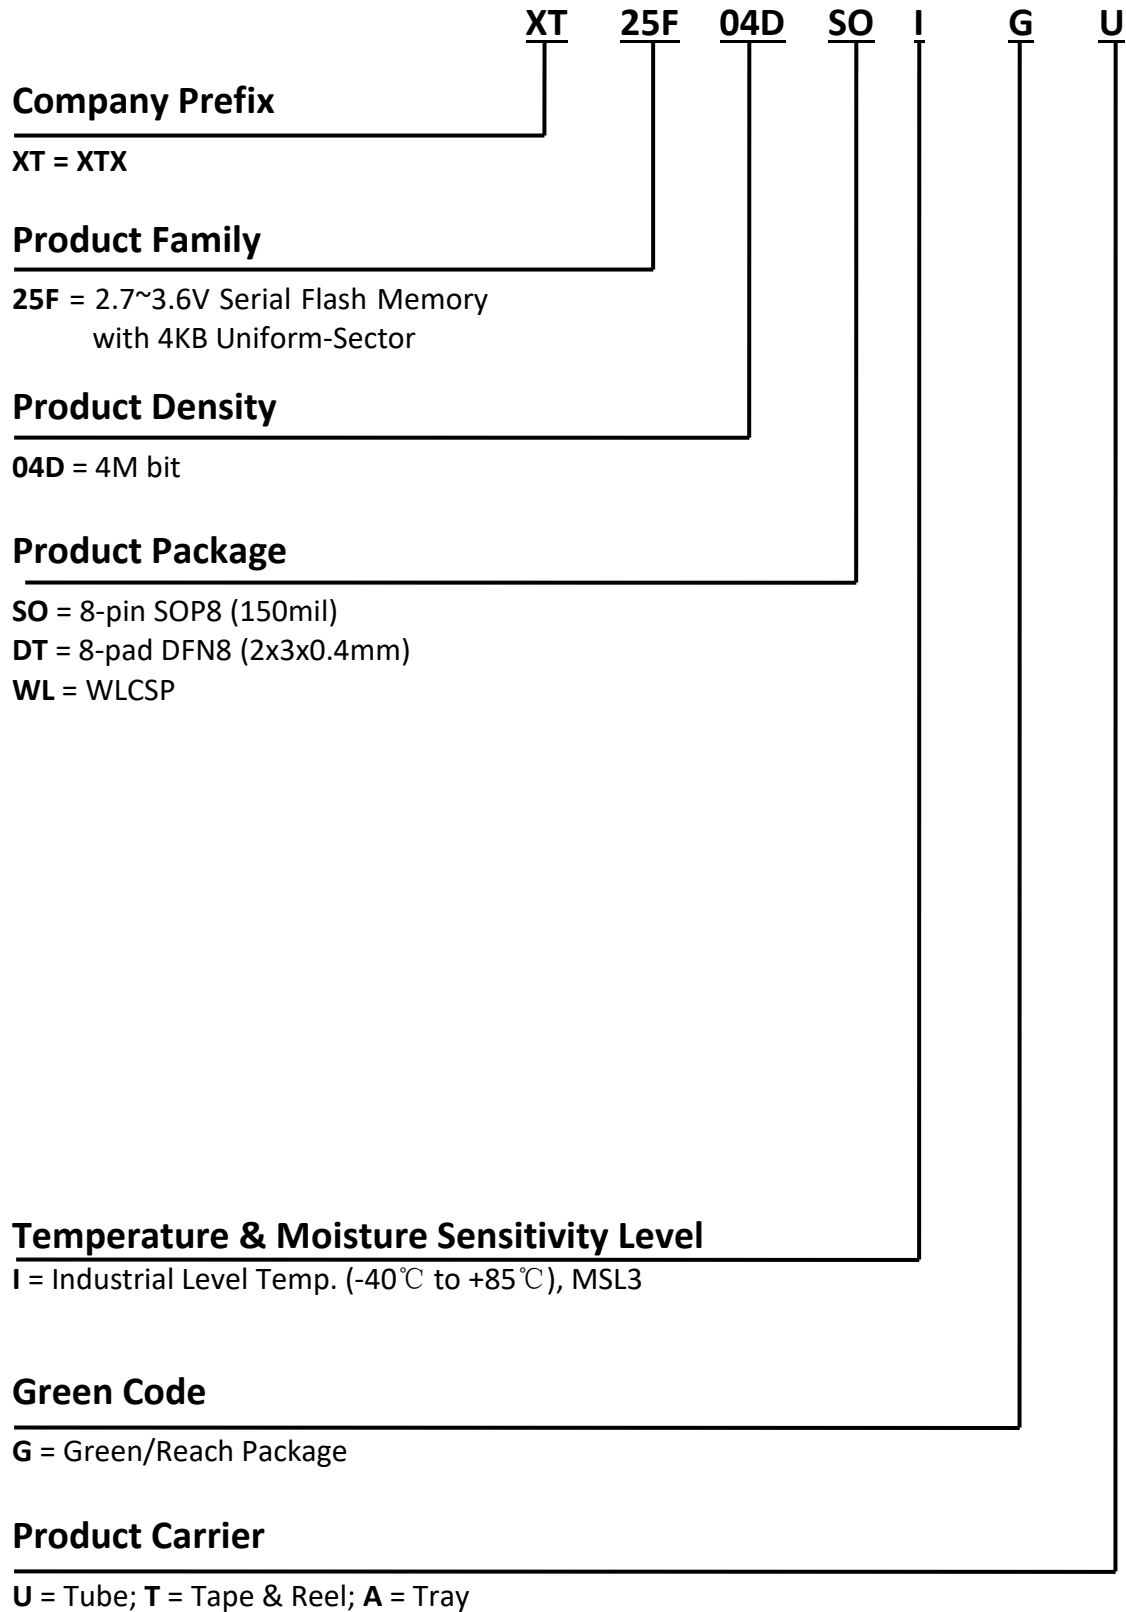 XT 25F 04D SO I G U
Company Prefix
XT = XTX
Product Family
25F = 2.7~3.6V Serial Flash Memory
with 4KB Uniform-Sector
Product Density
04D = 4M bit
Product Package
SO = 8-pin SOP8 (150mil)
DT = 8-pad DFN8 (2x3x0.4mm)
WL = WLCSP
Temperature & Moisture Sensitivity Level
I = Industrial Level Temp. (-40℃ to +85℃), MSL3
Green Code
G = Green/Reach Package
Product Carrier
U = Tube; T = Tape & Reel; A = Tray